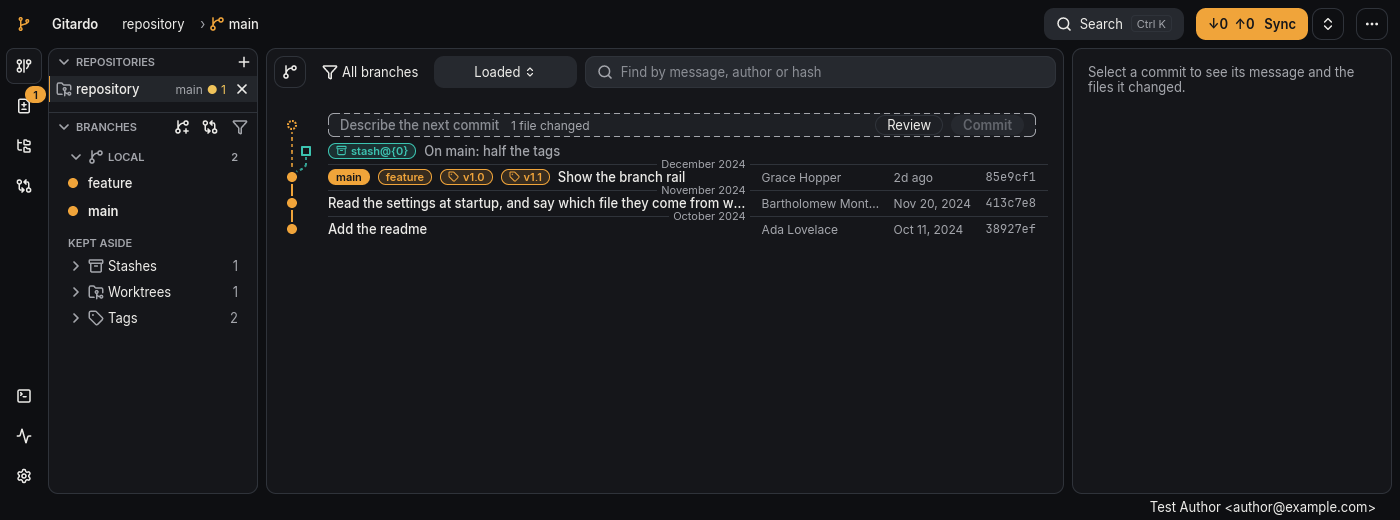 Gitardo repository › main
Search Ctrl K
↓0 ↑0 Sync
REPOSITORIES
repository main 1
1
BRANCHES
LOCAL 2
feature
main
KEPT ASIDE
Stashes 1
Worktrees 1
Tags 2
All branches Loaded Find by message, author or hash
Describe the next commit 1 file changed Review Commit
stash@{0} On main: half the tags
December 2024
main feature v1.0 v1.1 Show the branch rail Grace Hopper 2d ago 85e9cf1
November 2024
Read the settings at startup, and say which file they come from w… Bartholomew Mont… Nov 20, 2024 413c7e8
October 2024
Add the readme Ada Lovelace Oct 11, 2024 38927ef
Select a commit to see its message and the
files it changed.
Test Author <author@example.com>